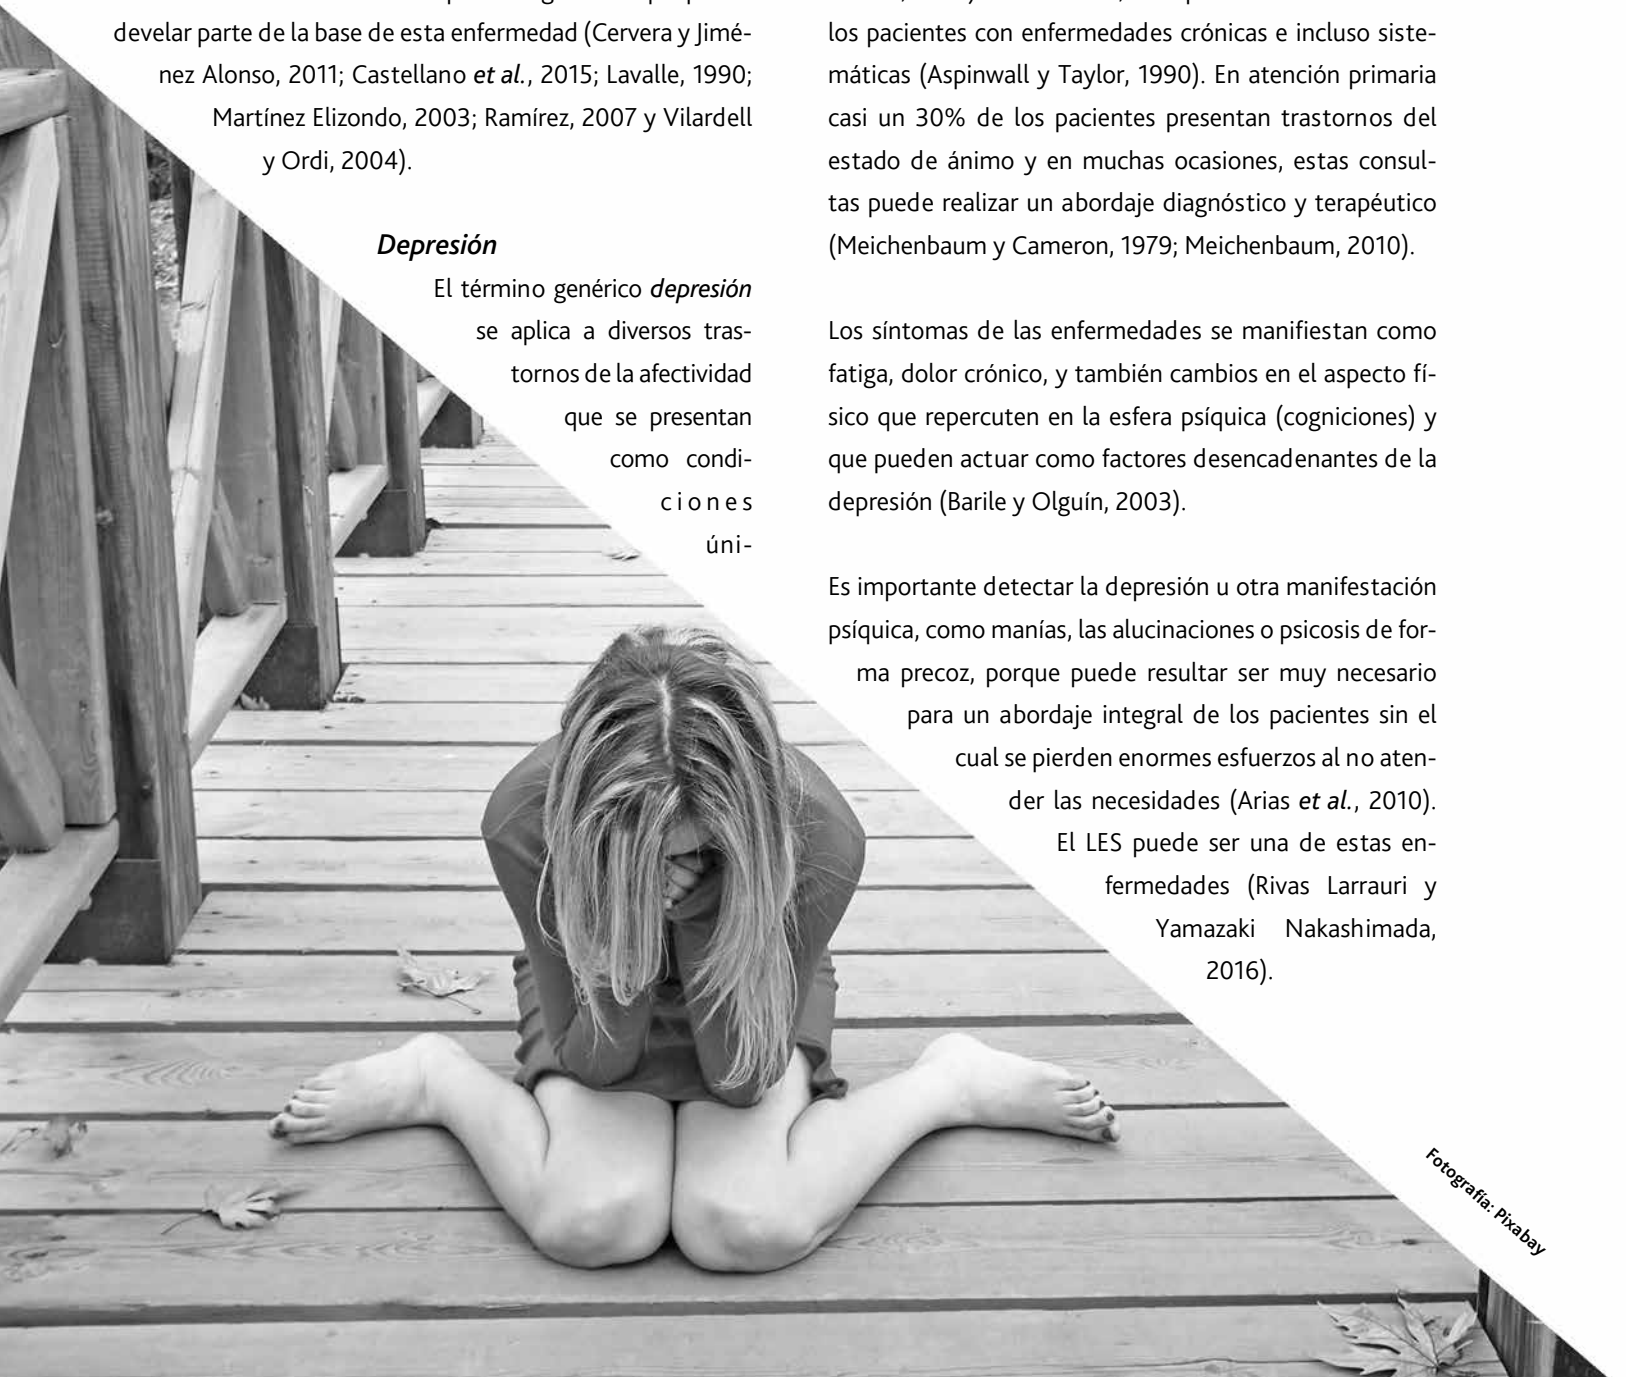 develar parte de la base de esta enfermedad (Cervera y Jimé-
nez Alonso, 2011; Castellano et al., 2015; Lavalle, 1990;
Martínez Elizondo, 2003; Ramírez, 2007 y Vilardell
y Ordi, 2004).
Depresión
El término genérico depresión
se aplica a diversos tras-
tornos de la afectividad
que se presentan
como condi-
ciones
úni-
los pacientes con enfermedades crónicas e incluso siste-
máticas (Aspinwall y Taylor, 1990). En atención primaria
casi un 30% de los pacientes presentan trastornos del
estado de ánimo y en muchas ocasiones, estas consul-
tas puede realizar un abordaje diagnóstico y terapéutico
(Meichenbaum y Cameron, 1979; Meichenbaum, 2010).
Los síntomas de las enfermedades se manifiestan como
fatiga, dolor crónico, y también cambios en el aspecto fí-
sico que repercuten en la esfera psíquica (cogniciones) y
que pueden actuar como factores desencadenantes de la
depresión (Barile y Olguín, 2003).
Es importante detectar la depresión u otra manifestación
psíquica, como manías, las alucinaciones o psicosis de for-
ma precoz, porque puede resultar ser muy necesario
para un abordaje integral de los pacientes sin el
cual se pierden enormes esfuerzos al no aten-
der las necesidades (Arias et al., 2010).
El LES puede ser una de estas en-
fermedades (Rivas Larrauri y
Yamazaki Nakashimada,
2016).
Fotografía: Pixabay